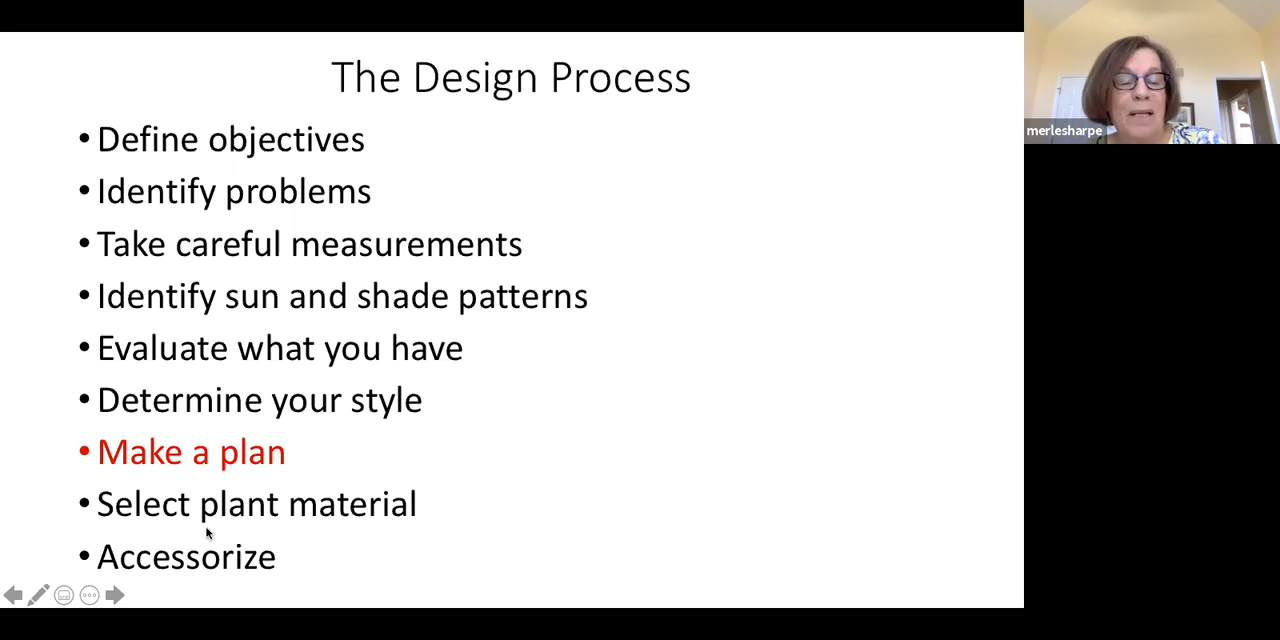 The Design Process
• Define objectives
• Identify problems
• Take careful measurements
• Identify sun and shade patterns
• Evaluate what you have
• Determine your style
• Make a plan
• Select plant material
• Accessorize
merlesharpe